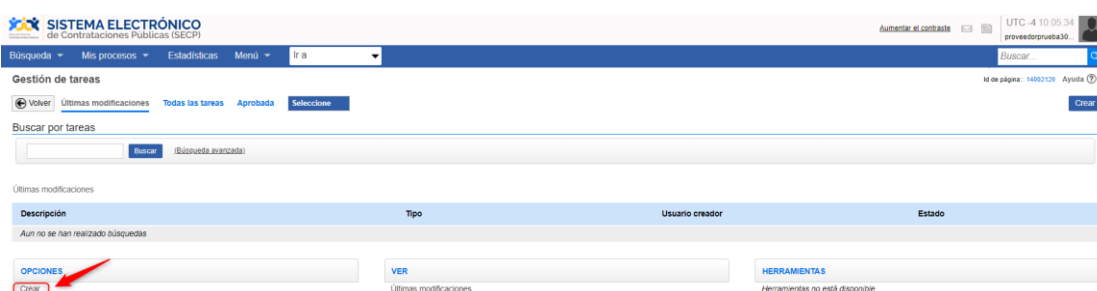 SISTEMA ELECTRÓNICO
de Contrataciones Públicas (SECP)
Aumentar el contraste
UTC -4 10:05:34
proveedorprueba30...
Búsqueda Mis procesos Estadísticas Menú Ir a Buscar...
Gestión de tareas
Id de página:: 14002128 Ayuda
Volver Últimas modificaciones Todas las tareas Aprobada Seleccione Crear
Buscar por tareas
Buscar (Búsqueda avanzada)
Últimas modificaciones
Descripción Tipo Usuario creador Estado
Aun no se han realizado búsquedas
OPCIONES VER HERRAMIENTAS
Crear Últimas modificaciones Herramientas no está disponible